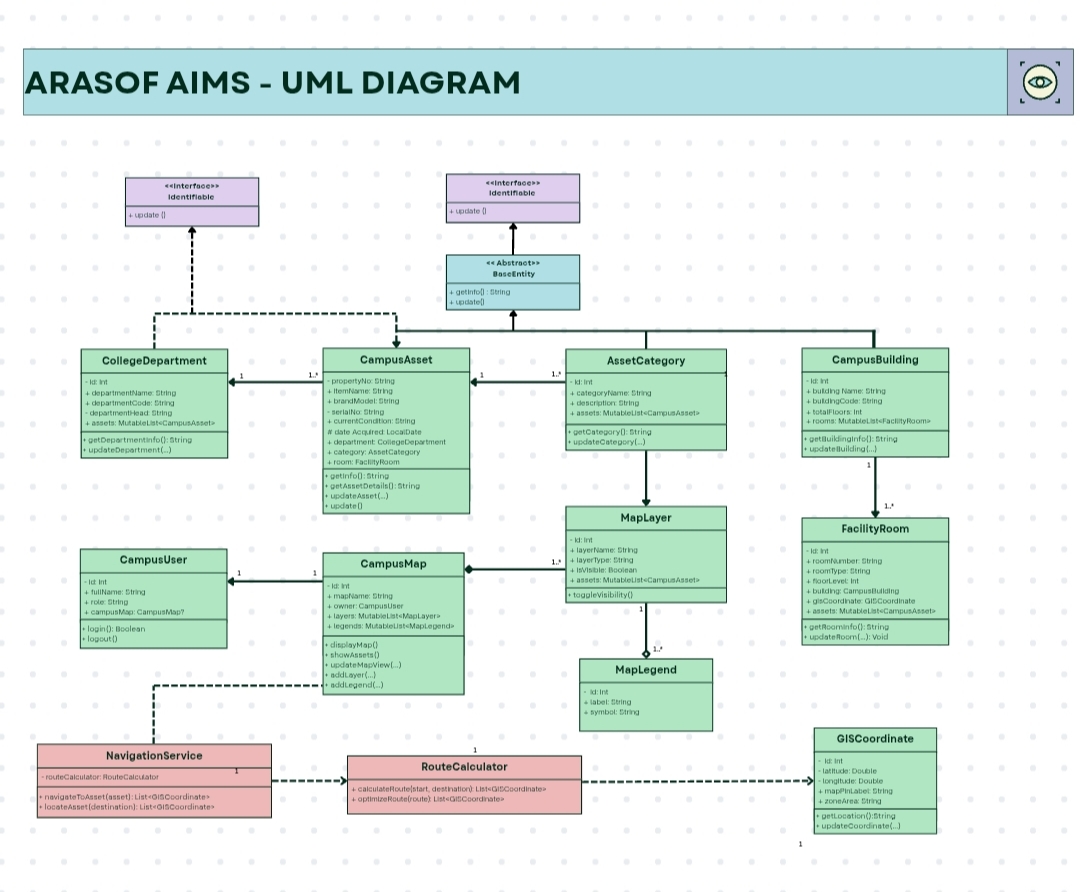 ARASOF AIMS - UML DIAGRAM
<<Interface>>
Identifiable
+ update ()
<<Interface>>
Identifiable
+ update ()
<< Abstract>>
BaseEntity
+ getInfo() : String
+ update()
CollegeDepartment
- id: Int
+ departmentName: String
+ departmentCode: String
- departmentHead: String
+ assets: MutableList<CampusAsset>
+ getDepartmentInfo(): String
+ updateDepartment(...)
1
1..*
CampusAsset
- propertyNo: String
+ itemName: String
+ brandModel: String
- serialNo: String
+ currentCondition: String
# date Acquired: LocalDate
+ department: CollegeDepartment
+ category: AssetCategory
+ room: FacilityRoom
+ getInfo(): String
+ getAssetDetails(): String
+ updateAsset(...)
+ update()
1
1..*
AssetCategory
- id: Int
+ categoryName: String
+ description: String
+ assets: MutableList<CampusAsset>
+ getCategory(): String
+ updateCategory(...)
1
CampusBuilding
- id: Int
+ building Name: String
+ buildingCode: String
+ totalFloors: Int
+ rooms: MutableList<FacilityRoom>
+ getBuildingInfo(): String
+ updateBuilding(...)
1
1..*
FacilityRoom
- id: Int
+ roomNumber: String
+ roomType: String
+ floorLevel: Int
+ building: CampusBuilding
+ gisCoordinate: GISCoordinate
+ assets: MutableList<CampusAsset>
+ getRoomInfo(): String
+ updateRoom(...): Void
CampusUser
- id: Int
+ fullName: String
+ role: String
+ campusMap: CampusMap?
+ login(): Boolean
+ logout()
1
1
CampusMap
- id: Int
+ mapName: String
+ owner: CampusUser
+ layers: MutableList<MapLayer>
+ legends: MutableList<MapLegend>
+ displayMap()
+ showAssets()
+ updateMapView(...)
+ addLayer(...)
+ addLegend(...)
1..*
MapLayer
- id: Int
+ layerName: String
+ layerType: String
+ isVisible: Boolean
+ assets: MutableList<CampusAsset>
+ toggleVisibility()
1
1..*
MapLegend
- id: Int
+ label: String
+ symbol: String
NavigationService
- routeCalculator: RouteCalculator
1
+ navigateToAsset(asset): List<GISCoordinate>
+ locateAsset(destination): List<GISCoordinate>
1
RouteCalculator
+ calculateRoute(start, destination): List<GISCoordinate>
+ optimizeRoute(route): List<GISCoordinate>
GISCoordinate
- id: Int
- latitude: Double
- longitude: Double
+ mapPinLabel: String
+ zoneArea: String
+ getLocation():String
+ updateCoordinate(...)
1